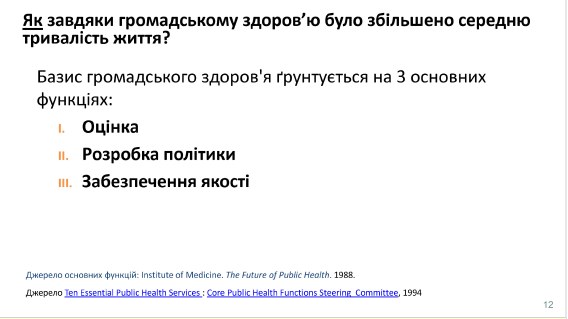 Як завдяки громадському здоров’ю було збільшено середню
тривалість життя?
Базис громадського здоров'я ґрунтується на 3 основних
функціях:
I. Оцінка
II. Розробка політики
III. Забезпечення якості
Джерело основних функцій: Institute of Medicine. The Future of Public Health. 1988.
Джерело Ten Essential Public Health Services : Core Public Health Functions Steering Committee, 1994
12